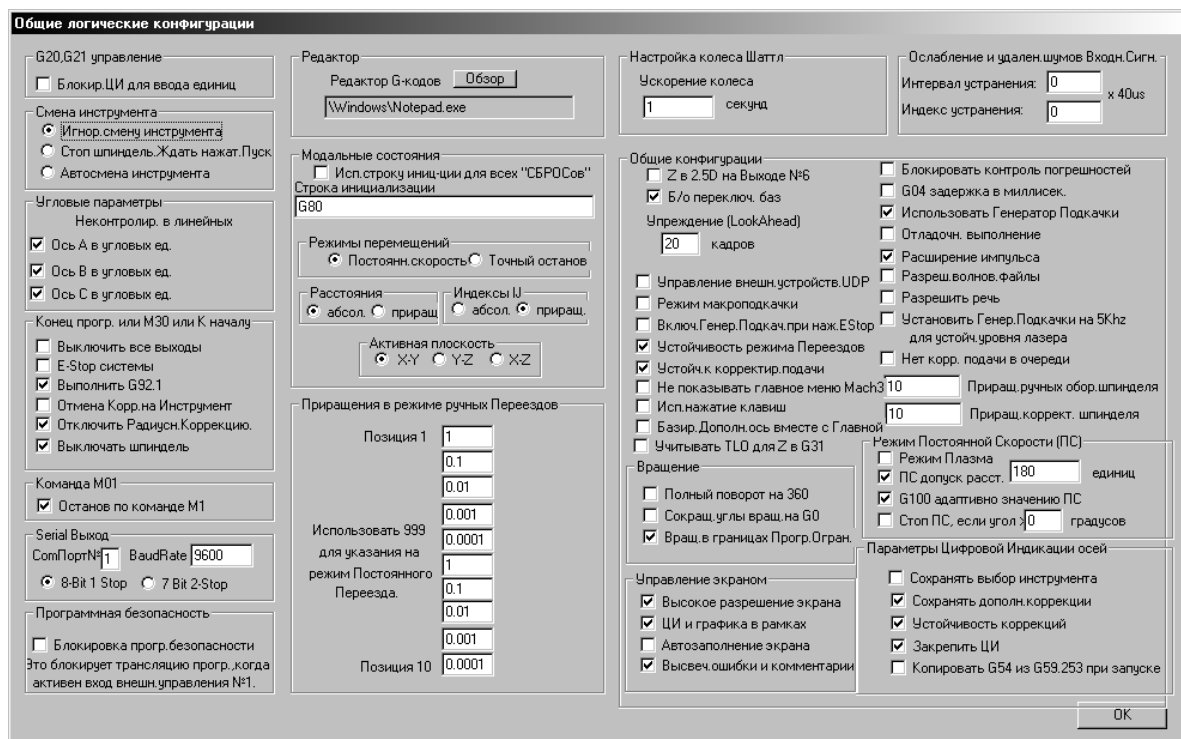 Общие логические конфигурации
G20,G21 управление
Блокир.ЦИ для ввода единиц
Смена инструмента
Игнор.смену инструмента
Стоп шпиндель.Ждать нажат.Пуск
Автосмена инструмента
Угловые параметры
Неконтролир. в линейных
Ось A в угловых ед.
Ось B в угловых ед.
Ось C в угловых ед.
Конец прогр. или M30 или К началу
Выключить все выходы
E-Stop системы
Выполнить G92.1
Отмена Корр.на Инструмент
Отключить Радиусн.Коррекцию.
Выключать шпиндель
Команда M01
Останов по команде M1
Serial Выход
ComПорт№ 1 BaudRate 9600
8-Bit 1 Stop 7 Bit 2-Stop
Программная безопасность
Блокировка прогр.безопасности
Это блокирует трансляцию прогр.,когда
активен вход внешн.управления №1.
Редактор
Редактор G-кодов Обзор
\Windows\Notepad.exe
Модальные состояния
Исп.строку иниц-ции для всех "СБРОСов"
Строка инициализации
G80
Режимы перемещений
Постоянн.скорость Точный останов
Расстояния
абсол. приращ
Индексы IJ
абсол. приращ.
Активная плоскость
X-Y Y-Z X-Z
Приращения в режиме ручных Переездов
Позиция 1 1
0.1
0.01
0.001
Использовать 999 0.0001
для указания на
режим Постоянного 1
Переезда. 0.1
0.01
0.001
Позиция 10 0.0001
Настройка колеса Шаттл
Ускорение колеса
1 секунд
Ослабление и удален.шумов Входн.Сигн.
Интервал устранения: 0
x 40us
Индекс устранения: 0
Общие конфигурации
Z в 2.5D на Выходе №6
Б/о переключ. баз
Упреждение (LookAhead)
20 кадров
Управление внешн.устройств.UDP
Режим макроподкачки
Включ.Генер.Подкач.при наж.EStop
Устойчивость режима Переездов
Устойч.к корректир.подачи
Не показывать главное меню Mach3
Исп.нажатие клавиш
Базир.Дополн.ось вместе с Главной
Учитывать TLO для Z в G31
Блокировать контроль погрешностей
G04 задержка в миллисек.
Использовать Генератор Подкачки
Отладочн. выполнение
Расширение импульса
Разреш.волнов.файлы
Разрешить речь
Установить Генер.Подкачки на 5Khz
для устойч.уровня лазера
Нет корр. подачи в очереди
10 Приращ.ручных обор.шпинделя
10 Приращ.коррект. шпинделя
Вращение
Полный поворот на 360
Сокращ.углы вращ.на G0
Вращ.в границах Прогр.Огран.
Управление экраном
Высокое разрешение экрана
ЦИ и графика в рамках
Автозаполнение экрана
Высвеч.ошибки и комментарии
Режим Постоянной Скорости (ПС)
Режим Плазма
ПС допуск расст. 180 единиц
G100 адаптивно значению ПС
Стоп ПС, если угол > 0 градусов
Параметры Цифровой Индикации осей
Сохранять выбор инструмента
Сохранять дополн.коррекции
Устойчивость коррекций
Закрепить ЦИ
Копировать G54 из G59.253 при запуске
OK